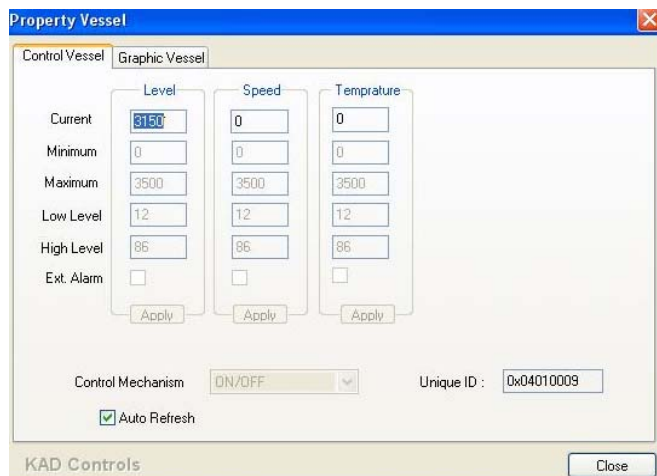 Property Vessel
Control Vessel Graphic Vessel
Level Speed Temprature
Current 3150 0 0
Minimum 0 0 0
Maximum 3500 3500 3500
Low Level 12 12 12
High Level 86 86 86
Ext. Alarm
Apply Apply Apply
Control Mechanism ON/OFF Unique ID : 0x04010009
Auto Refresh
KAD Controls Close